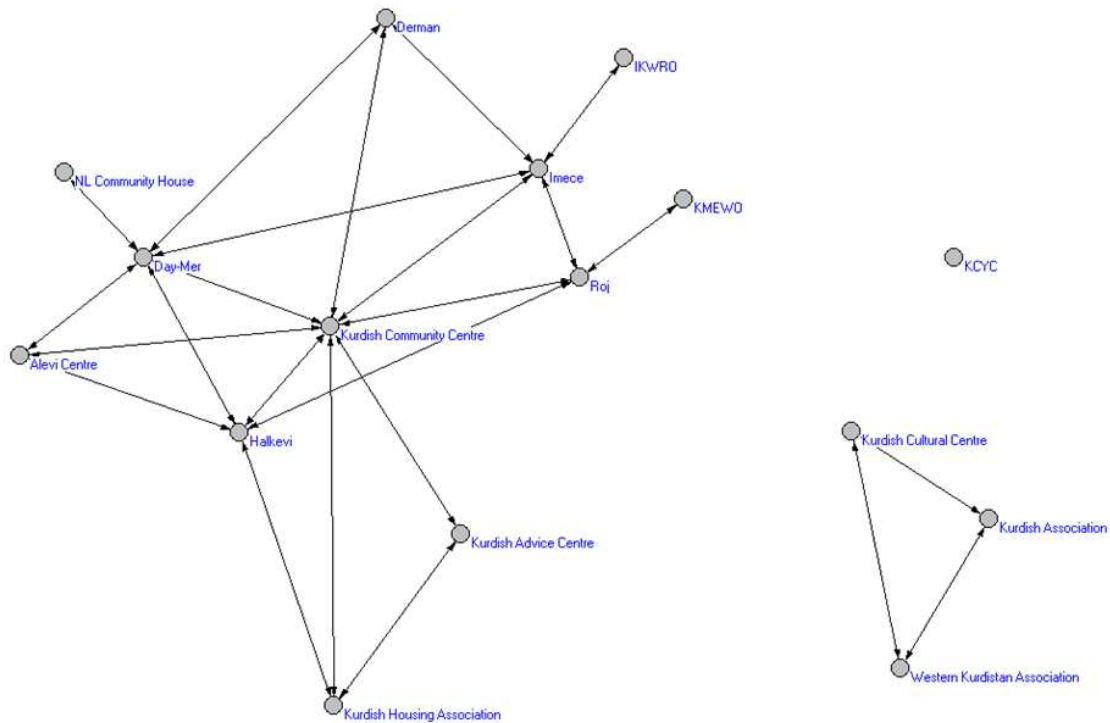 Derman
IKWRO
NL Community House
Imece
KMEWO
Day-Mer
KCYC
Roj
Kurdish Community Centre
Alevi Centre
Halkevi
Kurdish Cultural Centre
Kurdish Association
Kurdish Advice Centre
Western Kurdistan Association
Kurdish Housing Association